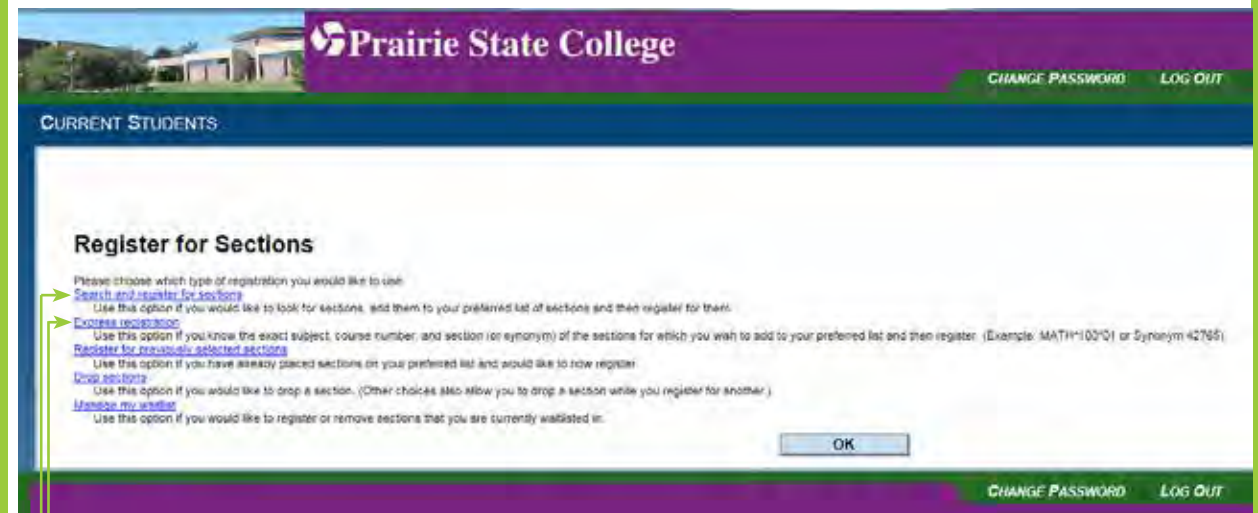 Prairie State College
CHANGE PASSWORD LOG OUT
CURRENT STUDENTS
Register for Sections
Please choose which type of registration you would like to use
Search and register for sections
Use this option if you would like to look for sections, add them to your preferred list of sections and then register for them.
Express registration
Use this option if you know the exact subject, course number, and section (or synonym) of the sections for which you wish to add to your preferred list and then register. (Example: MATH*100*01 or Synonym 42765)
Register for previously selected sections
Use this option if you have already placed sections on your preferred list and would like to now register
Drop sections
Use this option if you would like to drop a section. (Other choices also allow you to drop a section while you register for another.)
Manage my waitlist
Use this option if you would like to register or remove sections that you are currently waitlisted in.
OK
CHANGE PASSWORD LOG OUT